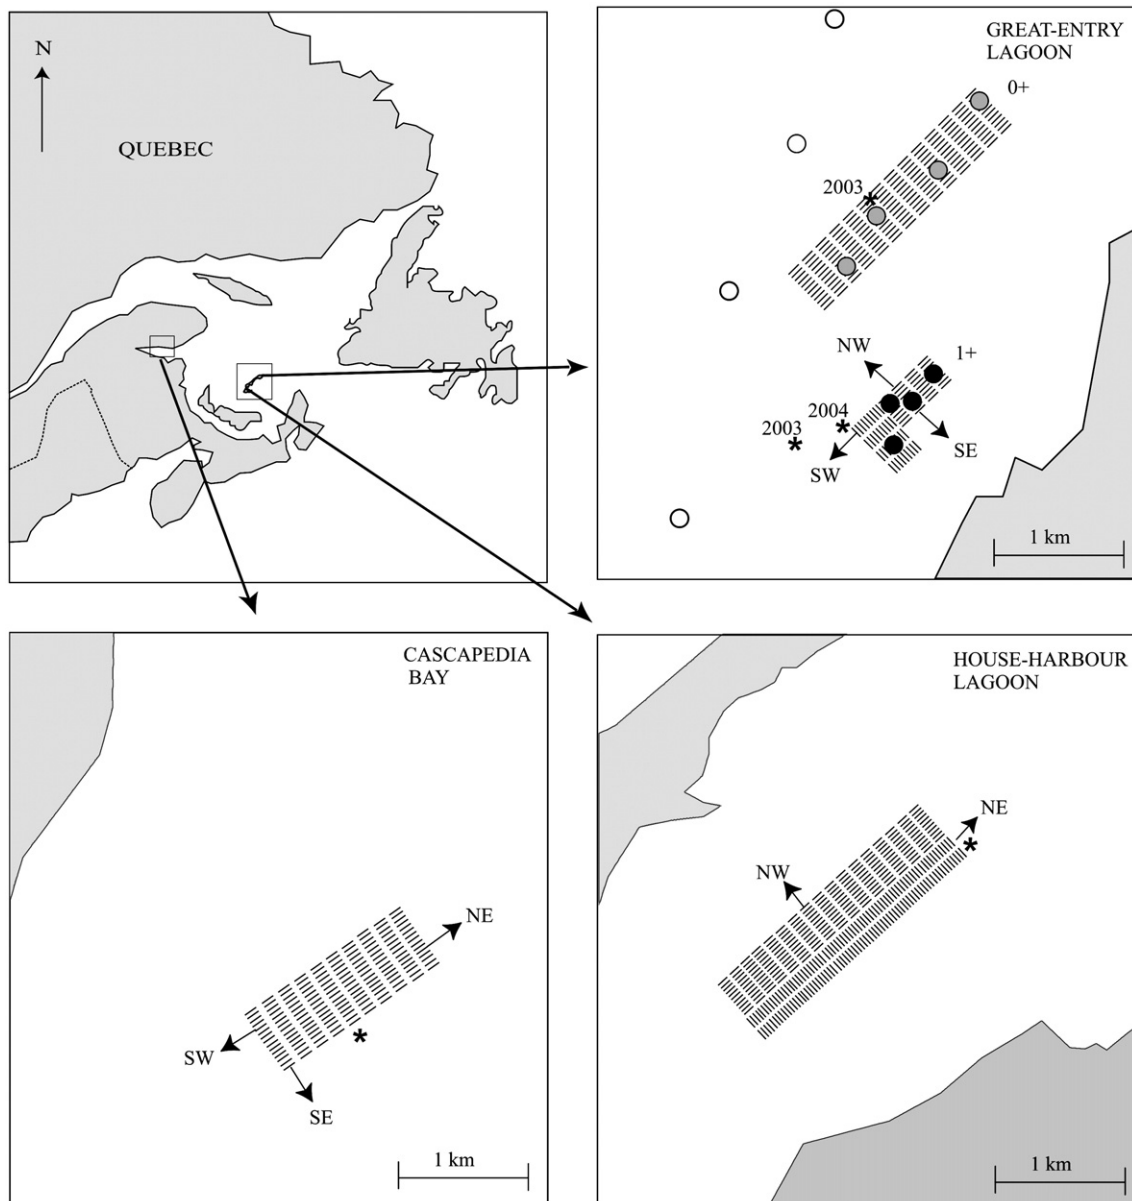 N
QUEBEC
GREAT-ENTRY
LAGOON
0+
2003
*
NW
1+
2004
*
2003
*
SE
SW
1 km
CASCAPEDIA
BAY
NE
SW
*
SE
1 km
HOUSE-HARBOUR
LAGOON
NE
*
NW
1 km